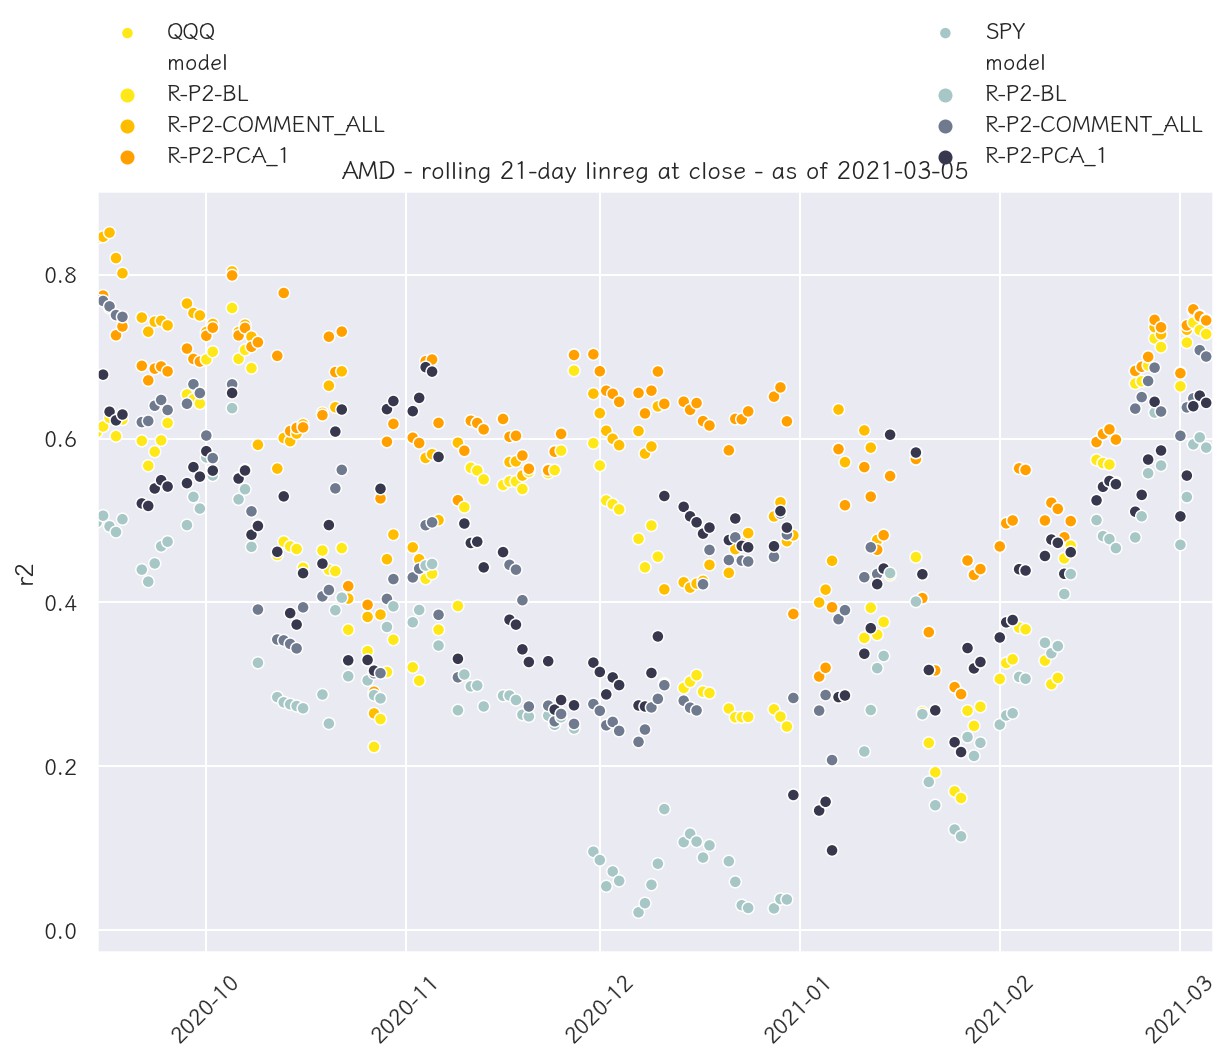 QQQ
model
R-P2-BL
R-P2-COMMENT_ALL
R-P2-PCA_1
SPY
model
R-P2-BL
R-P2-COMMENT_ALL
R-P2-PCA_1
AMD - rolling 21-day linreg at close - as of 2021-03-05
0.8
0.6
0.4
0.2
0.0
r2
2020-10
2020-11
2020-12
2021-01
2021-02
2021-03